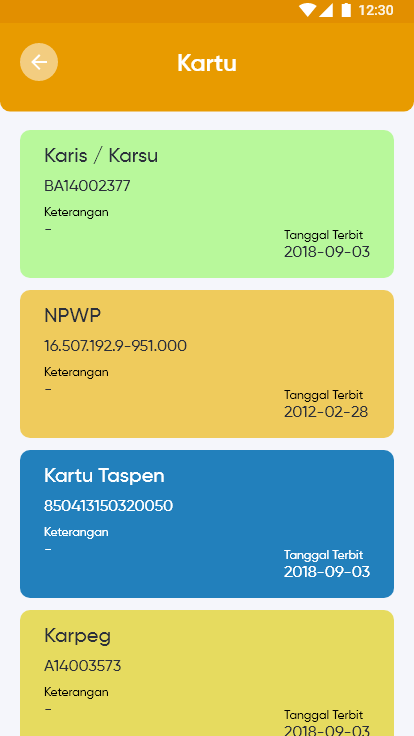 12:30
Kartu
Karis / Karsu
BA14002377
Keterangan
-
Tanggal Terbit
2018-09-03
NPWP
16.507.192.9-951.000
Keterangan
-
Tanggal Terbit
2012-02-28
Kartu Taspen
850413150320050
Keterangan
-
Tanggal Terbit
2018-09-03
Karpeg
A14003573
Keterangan
-
Tanggal Terbit
2018-09-03